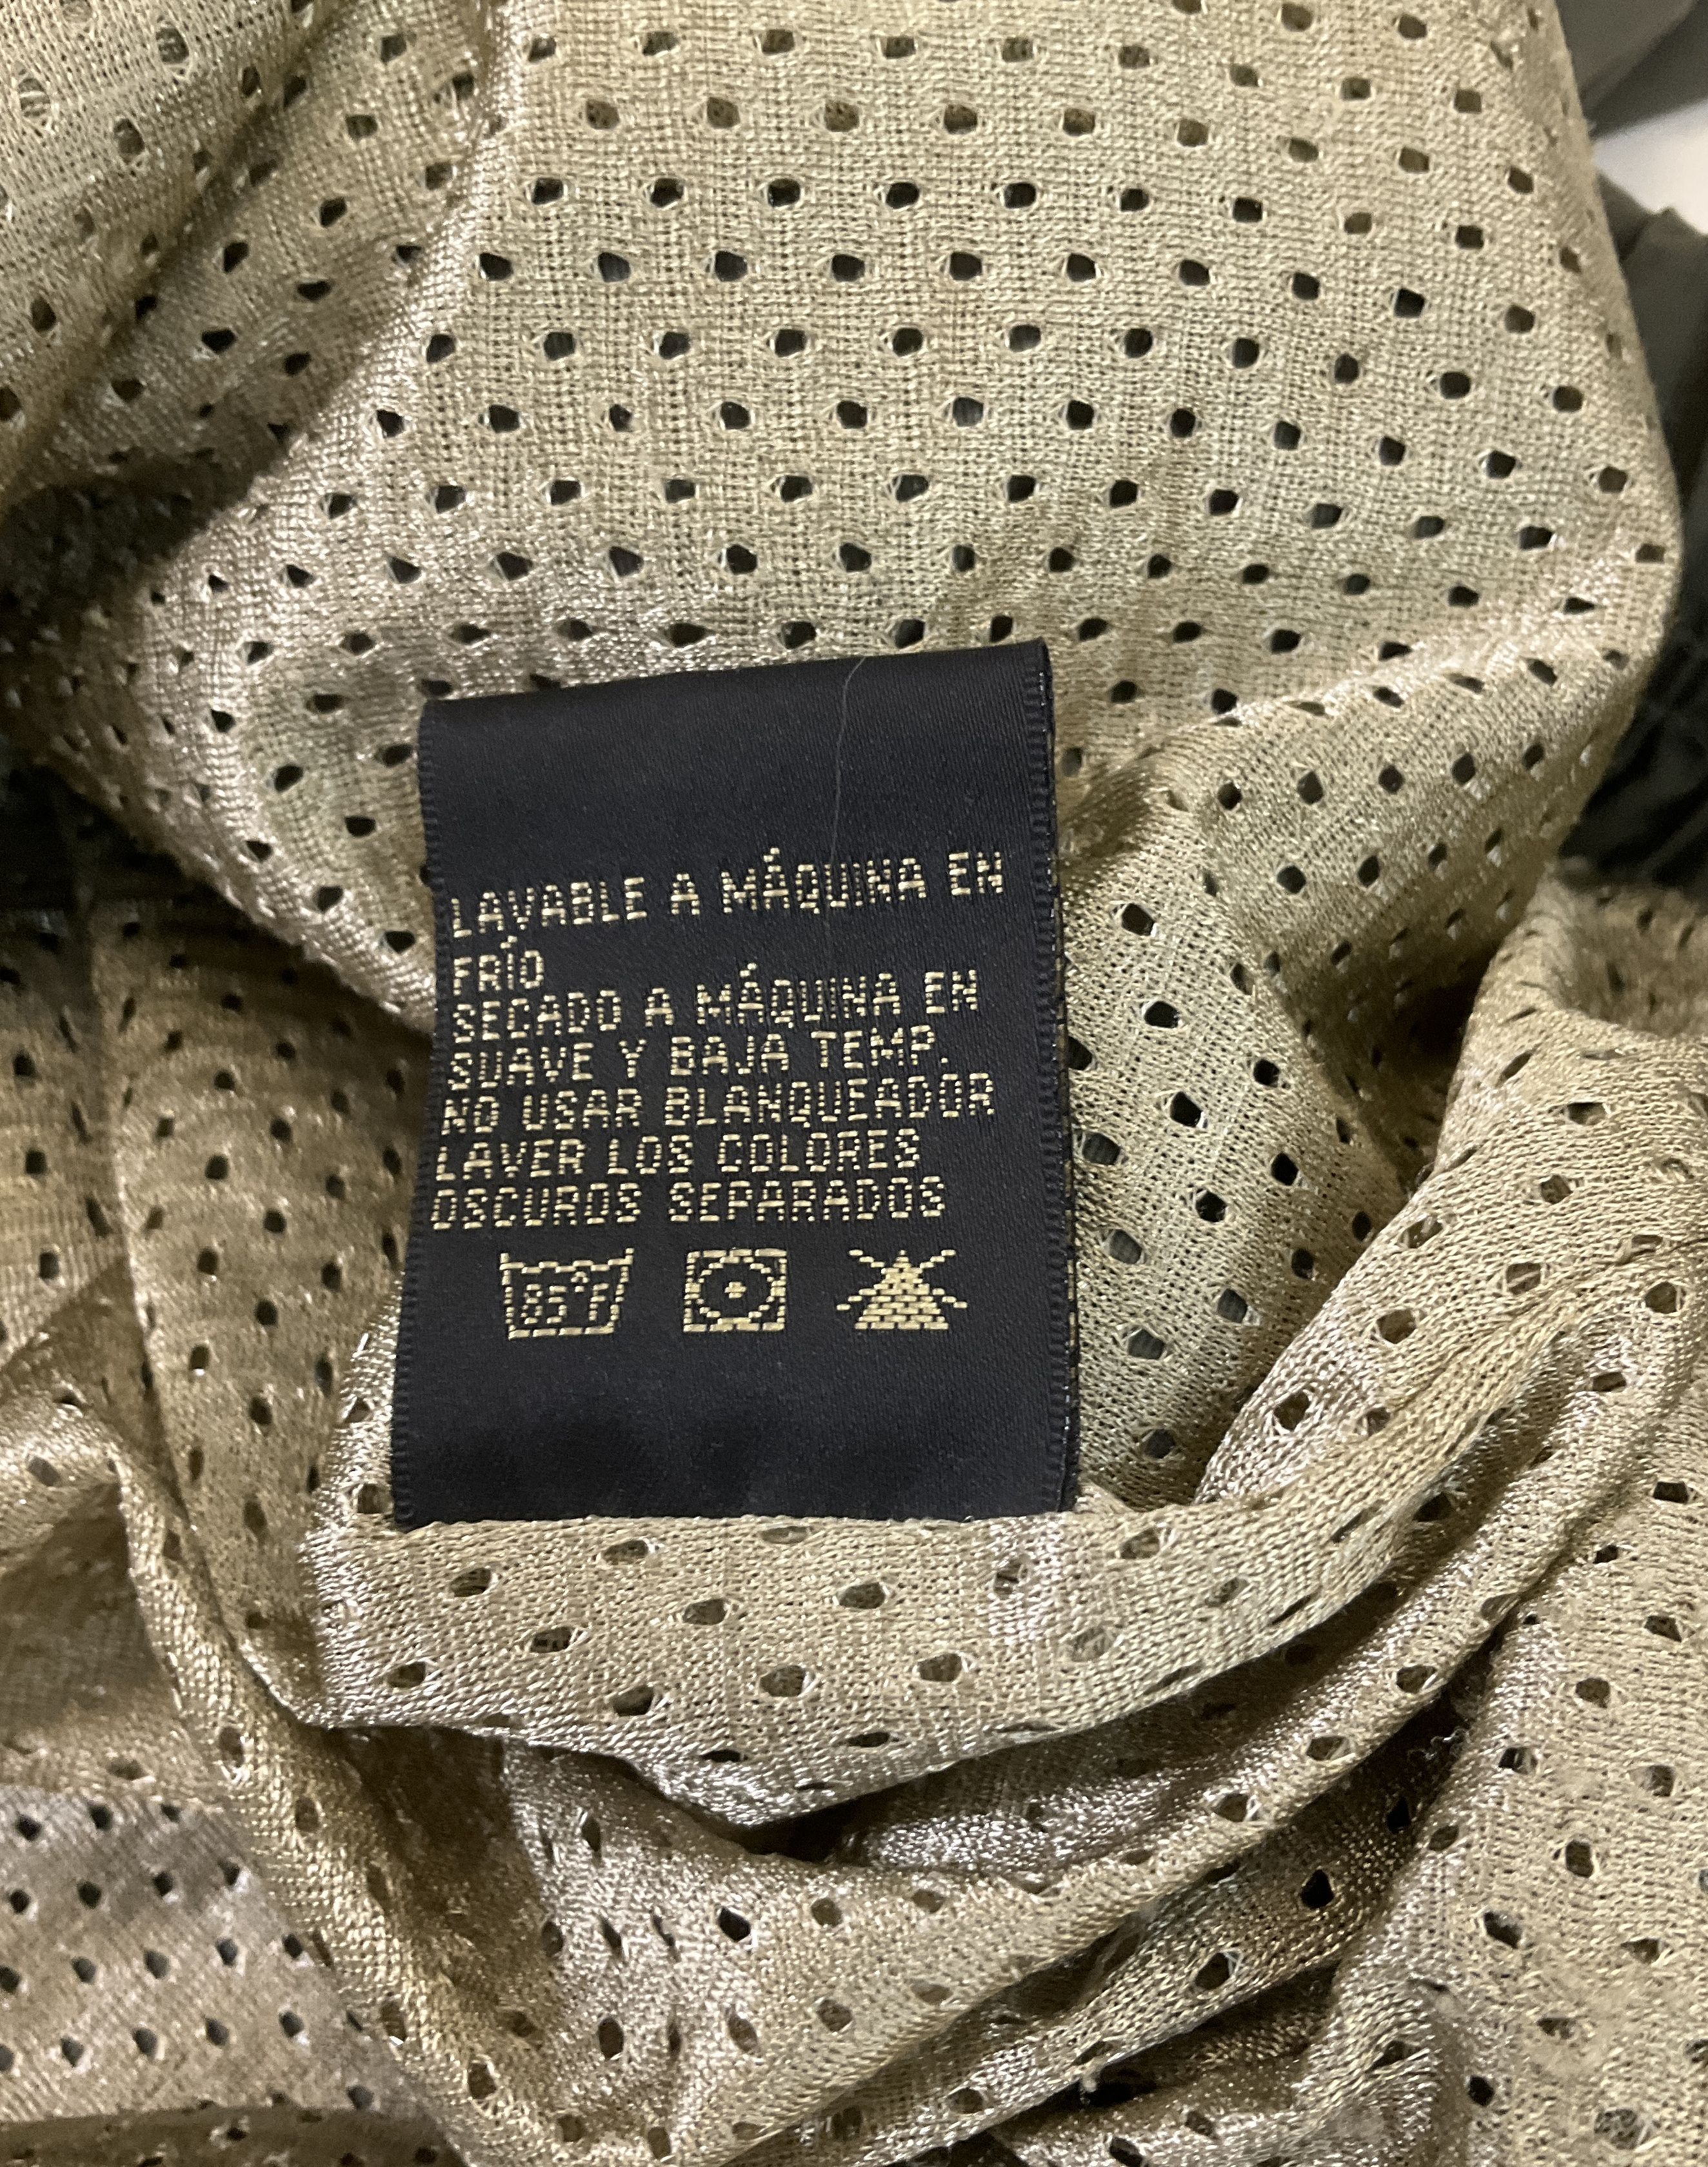 LAVABLE A MÁQUINA EN
FRÍO
SECADO A MÁQUINA EN
SUAVE Y BAJA TEMP.
NO USAR BLANQUEADOR
LAVER LOS COLORES
OSCUROS SEPARADOS
85°F